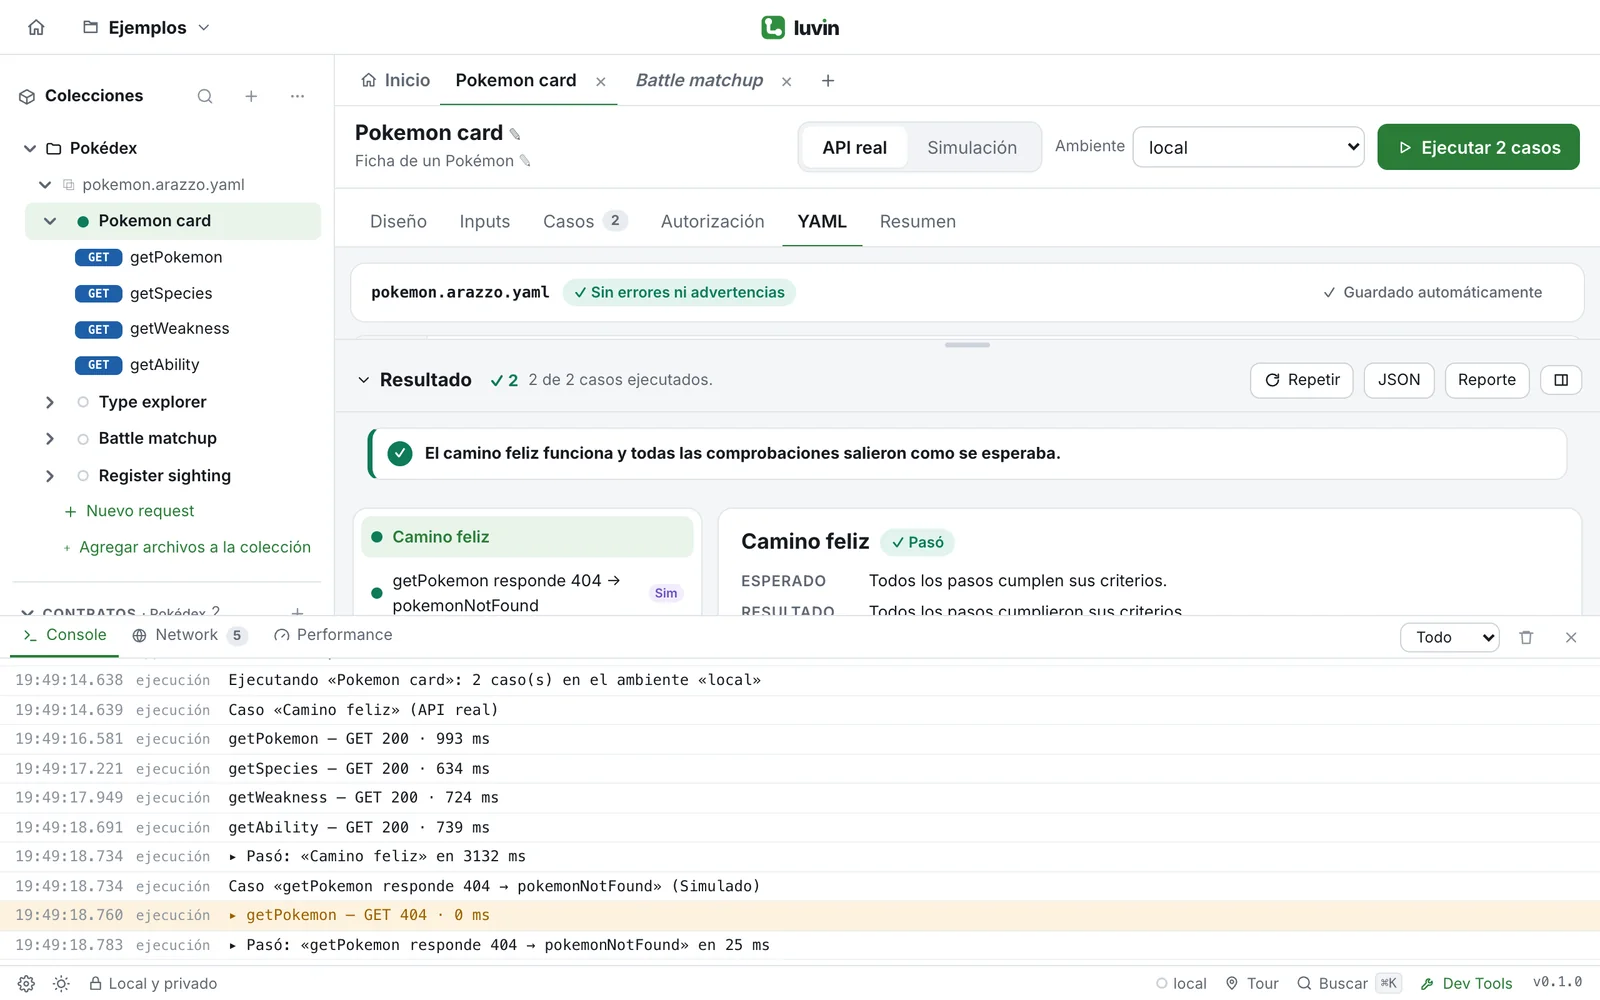 Ejemplos
luvin
Colecciones
Pokédex
pokemon.arazzo.yaml
Pokemon card
GET getPokemon
GET getSpecies
GET getWeakness
GET getAbility
Type explorer
Battle matchup
Register sighting
+ Nuevo request
+ Agregar archivos a la colección
CONTRATOS · Pokédex 2
Inicio
Pokemon card ×
Battle matchup ×
+
Pokemon card
Ficha de un Pokémon
API real
Simulación
Ambiente
local
Ejecutar 2 casos
Diseño
Inputs
Casos 2
Autorización
YAML
Resumen
pokemon.arazzo.yaml
✓ Sin errores ni advertencias
✓ Guardado automáticamente
Resultado
✓ 2
2 de 2 casos ejecutados.
Repetir
JSON
Reporte
El camino feliz funciona y todas las comprobaciones salieron como se esperaba.
Camino feliz
getPokemon responde 404 →
pokemonNotFound
Sim
Camino feliz
✓ Pasó
ESPERADO
Todos los pasos cumplen sus criterios.
RESULTADO
Todos los pasos cumplieron sus criterios
Console
Network 5
Performance
Todo
19:49:14.638 ejecución Ejecutando «Pokemon card»: 2 caso(s) en el ambiente «local»
19:49:14.639 ejecución Caso «Camino feliz» (API real)
19:49:16.581 ejecución getPokemon — GET 200 · 993 ms
19:49:17.221 ejecución getSpecies — GET 200 · 634 ms
19:49:17.949 ejecución getWeakness — GET 200 · 724 ms
19:49:18.691 ejecución getAbility — GET 200 · 739 ms
19:49:18.734 ejecución ▸ Pasó: «Camino feliz» en 3132 ms
19:49:18.734 ejecución Caso «getPokemon responde 404 → pokemonNotFound» (Simulado)
19:49:18.760 ejecución ▸ getPokemon — GET 404 · 0 ms
19:49:18.783 ejecución ▸ Pasó: «getPokemon responde 404 → pokemonNotFound» en 25 ms
Local y privado
local
Tour
Buscar ⌘K
Dev Tools
v0.1.0